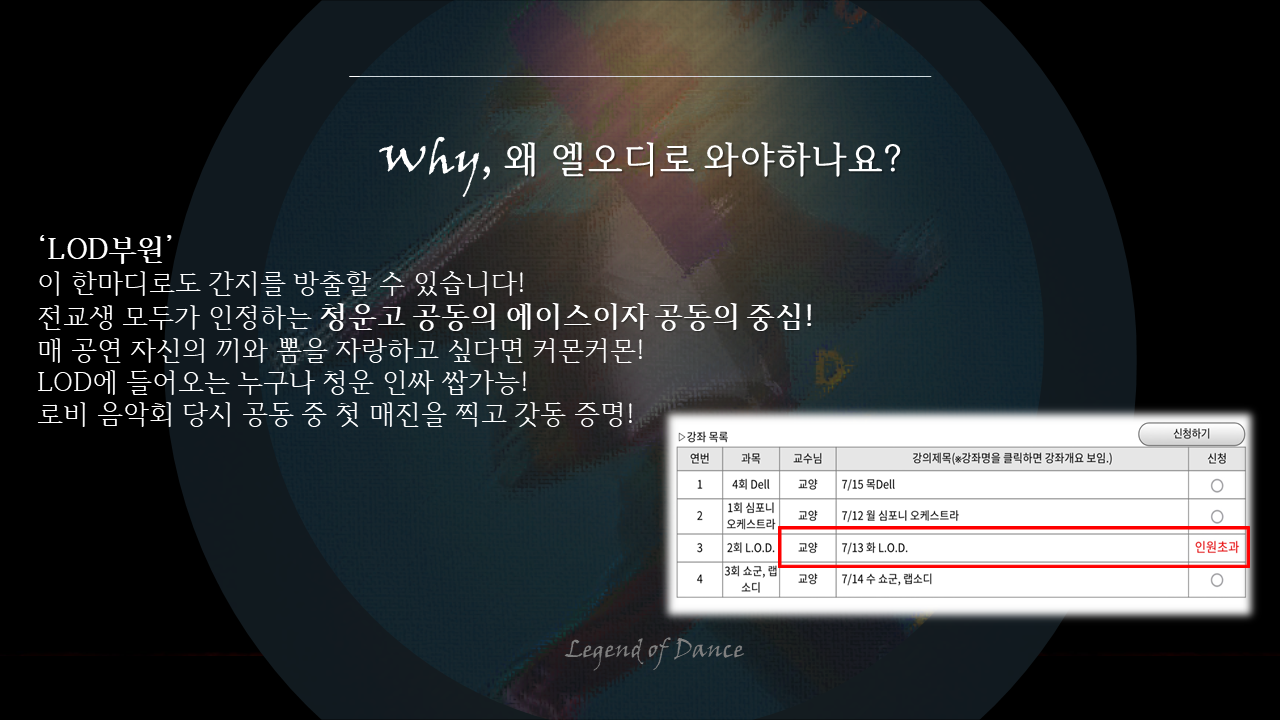 Why, 왜 엘오디로 와야하나요?
‘LOD부원’
이 한마디로도 간지를 방출할 수 있습니다!
전교생 모두가 인정하는 청운고 공동의 에이스이자 공동의 중심!
매 공연 자신의 끼와 뽐을 자랑하고 싶다면 커몬커몬!
LOD에 들어오는 누구나 청운 인싸 쌉가능!
로비 음악회 당시 공동 중 첫 매진을 찍고 갓동 증명!
▷강좌 목록
신청하기
연번 과목 교수님 강의제목(※강좌명을 클릭하면 강좌개요 보임.) 신청
1 4회 Dell 교양 7/15 목Dell
2 1회 심포니 오케스트라 교양 7/12 월 심포니 오케스트라
3 2회 L.O.D. 교양 7/13 화 L.O.D. 인원초과
4 3회 쇼군, 랩소디 교양 7/14 수 쇼군, 랩소디
Legend of Dance